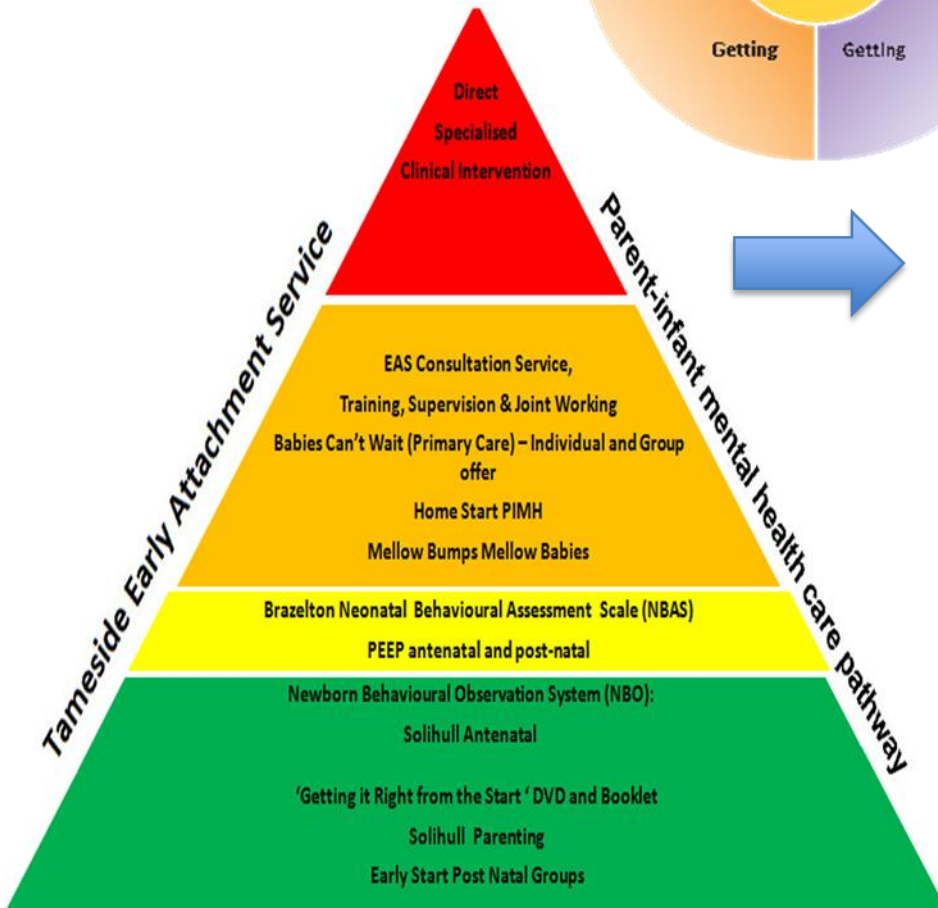 Getting
Getting
Direct
Specialised
Clinical Intervention
Tameside Early Attachment Service
Parent-infant mental health care pathway
EAS Consultation Service,
Training, Supervision & Joint Working
Babies Can't Wait (Primary Care) – Individual and Group
offer
Home Start PIMH
Mellow Bumps Mellow Babies
Brazelton Neonatal Behavioural Assessment Scale (NBAS)
PEEP antenatal and post-natal
Newborn Behavioural Observation System (NBO):
Solihull Antenatal
'Getting it Right from the Start ' DVD and Booklet
Solihull Parenting
Early Start Post Natal Groups